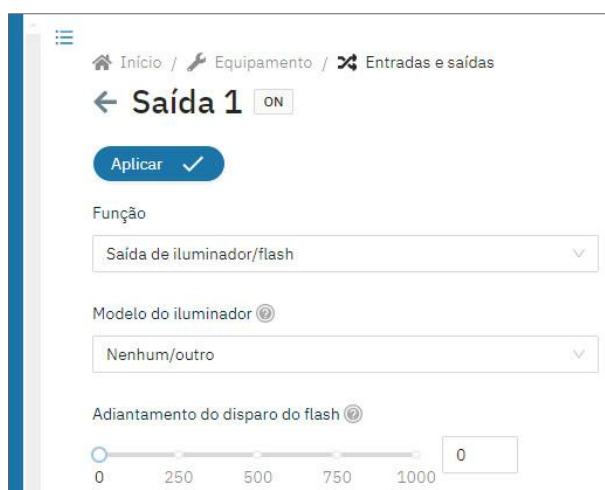 Início / Equipamento / Entradas e saídas
Saída 1 ON
Aplicar
Função
Saída de iluminador/flash
Modelo do iluminador
Nenhum/outro
Adiantamento do disparo do flash
0
0 250 500 750 1000